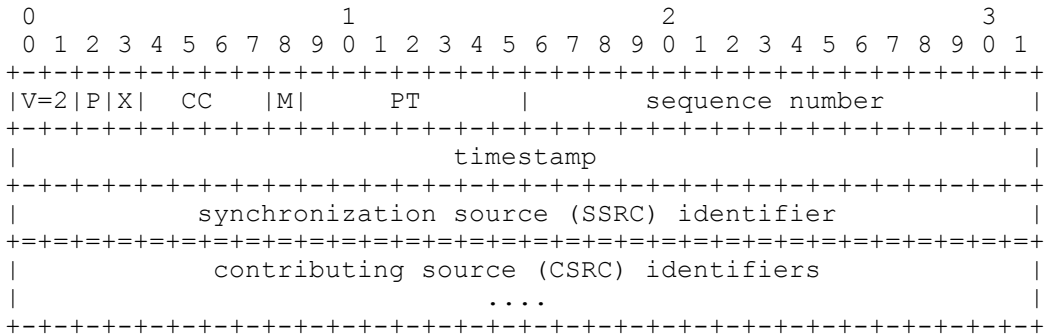 0                   1                   2                   3
 0 1 2 3 4 5 6 7 8 9 0 1 2 3 4 5 6 7 8 9 0 1 2 3 4 5 6 7 8 9 0 1
+-+-+-+-+-+-+-+-+-+-+-+-+-+-+-+-+-+-+-+-+-+-+-+-+-+-+-+-+-+-+-+-+
|V=2|P|X|  CC   |M|     PT      |       sequence number         |
+-+-+-+-+-+-+-+-+-+-+-+-+-+-+-+-+-+-+-+-+-+-+-+-+-+-+-+-+-+-+-+-+
|                           timestamp                           |
+-+-+-+-+-+-+-+-+-+-+-+-+-+-+-+-+-+-+-+-+-+-+-+-+-+-+-+-+-+-+-+-+
|           synchronization source (SSRC) identifier            |
+=+=+=+=+=+=+=+=+=+=+=+=+=+=+=+=+=+=+=+=+=+=+=+=+=+=+=+=+=+=+=+=+
|            contributing source (CSRC) identifiers             |
|                             ....                              |
+-+-+-+-+-+-+-+-+-+-+-+-+-+-+-+-+-+-+-+-+-+-+-+-+-+-+-+-+-+-+-+-+